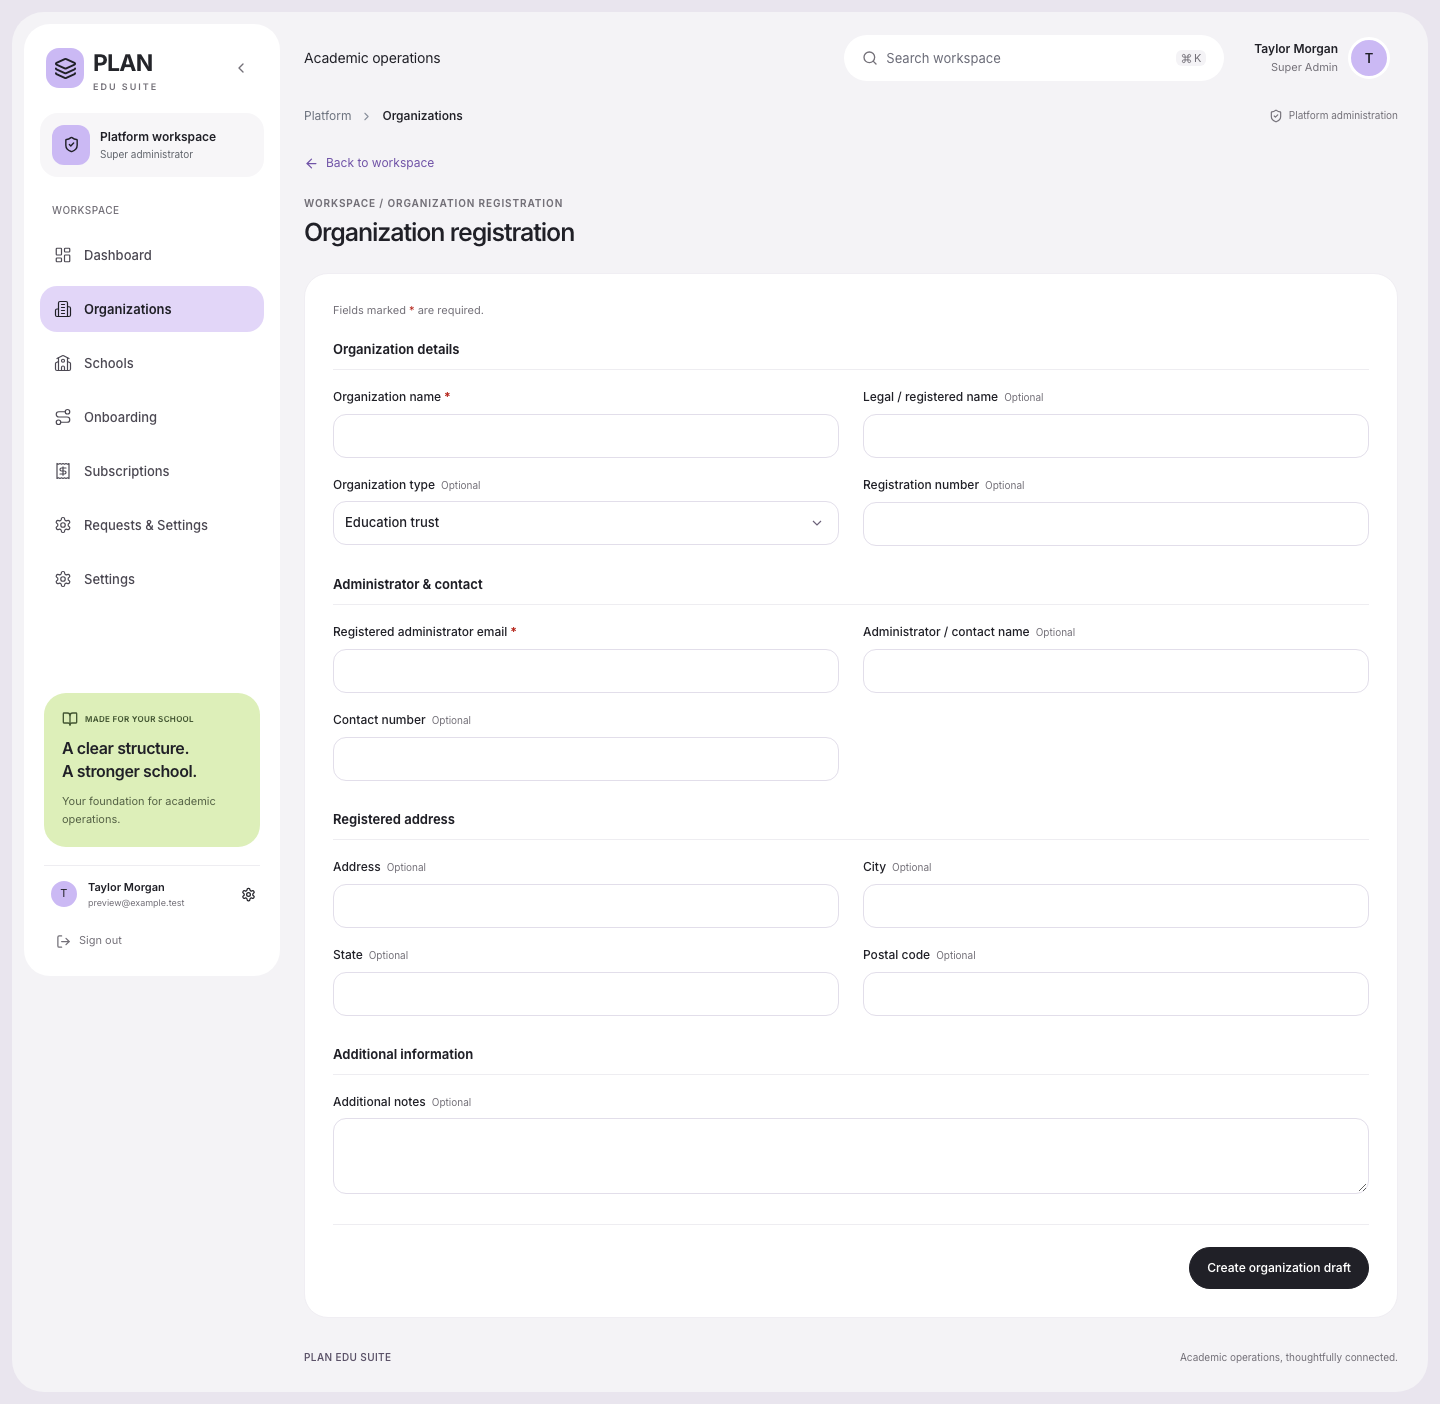 PLAN
EDU SUITE
Platform workspace
Super administrator
WORKSPACE
Dashboard
Organizations
Schools
Onboarding
Subscriptions
Requests & Settings
Settings
MADE FOR YOUR SCHOOL
A clear structure.
A stronger school.
Your foundation for academic
operations.
T
Taylor Morgan
preview@example.test
Sign out
Academic operations
Search workspace
⌘ K
Taylor Morgan
Super Admin
T
Platform > Organizations
Platform administration
← Back to workspace
WORKSPACE / ORGANIZATION REGISTRATION
Organization registration
Fields marked * are required.
Organization details
Organization name *
Legal / registered name Optional
Organization type Optional
Education trust
Registration number Optional
Administrator & contact
Registered administrator email *
Administrator / contact name Optional
Contact number Optional
Registered address
Address Optional
City Optional
State Optional
Postal code Optional
Additional information
Additional notes Optional
Create organization draft
PLAN EDU SUITE
Academic operations, thoughtfully connected.